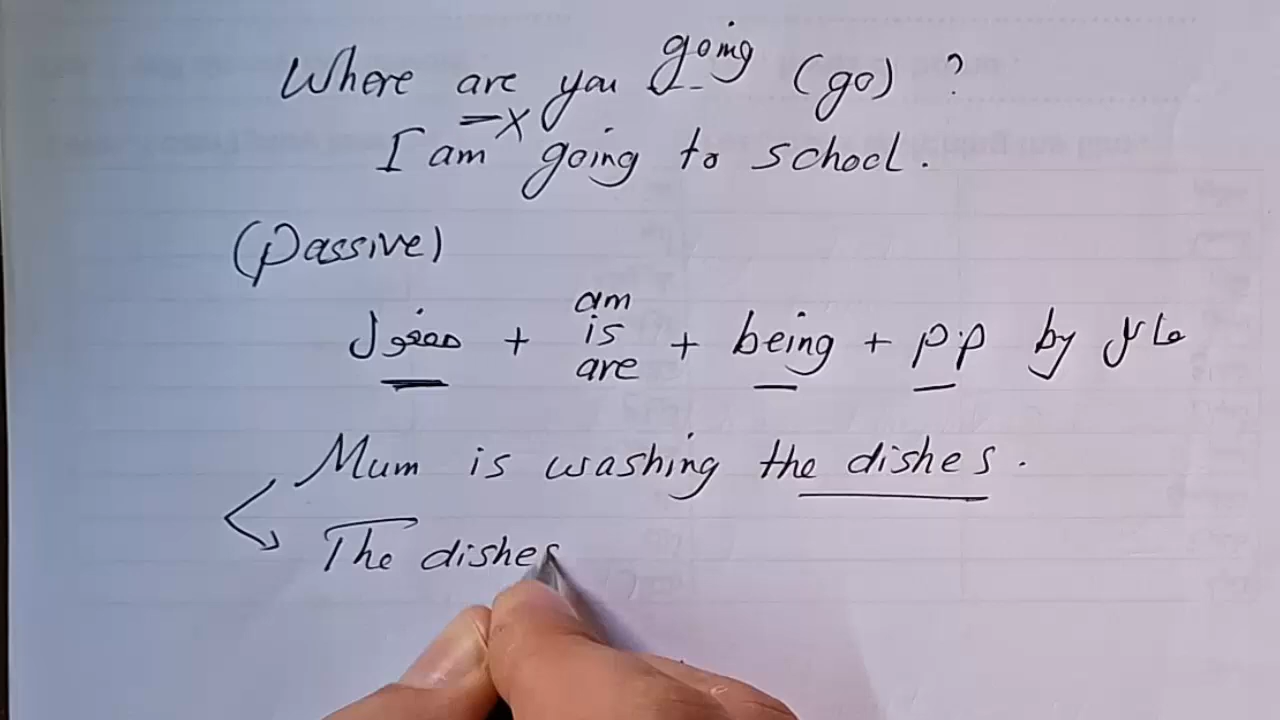 Where are you going (go) ?
I am going to school.
(Passive)
مفعول + am is are + being + p.p by فاعل
Mum is washing the dishes.
The dishes